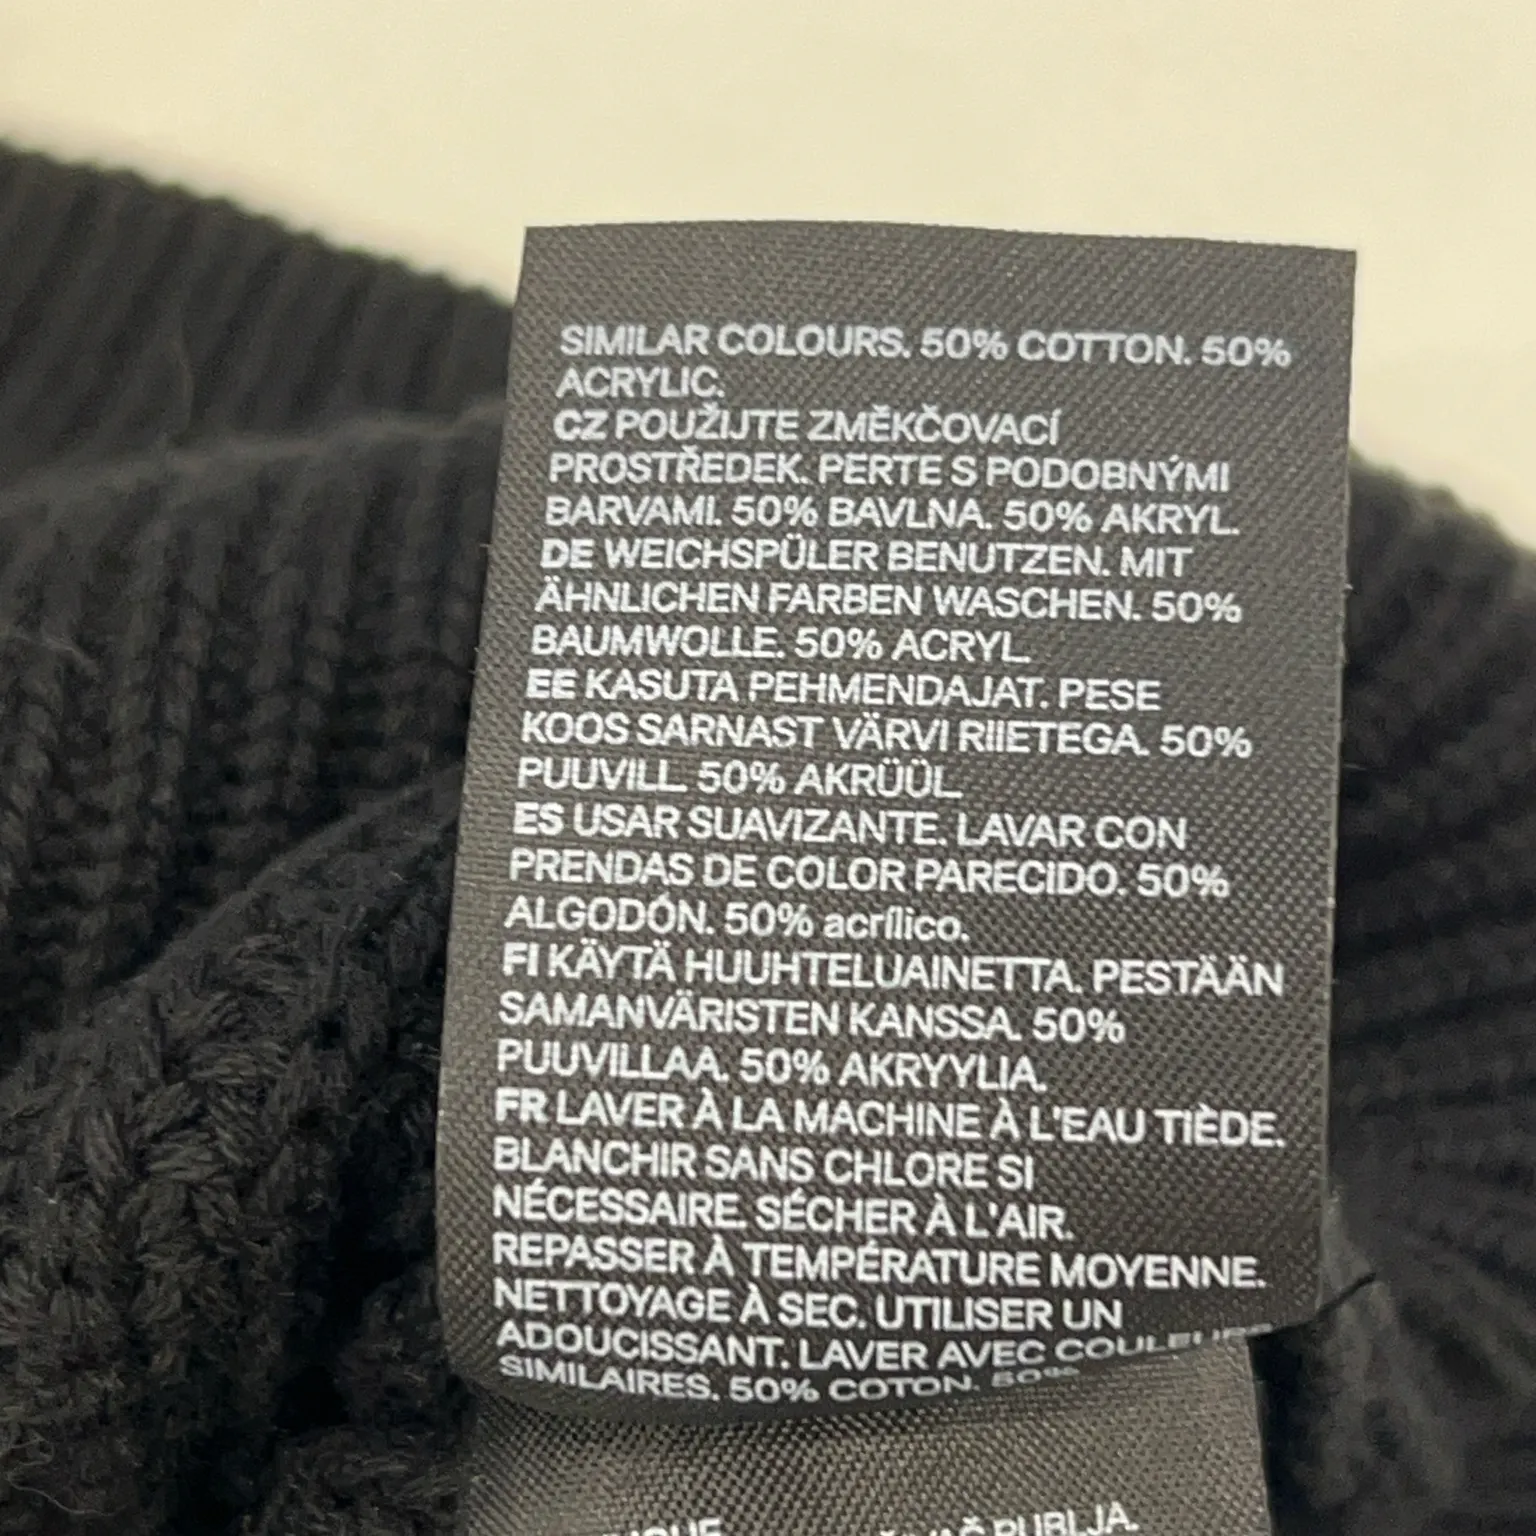 SIMILAR COLOURS. 50% COTTON. 50%
ACRYLIC.
CZ POUŽIJTE ZMĚKČOVACÍ
PROSTŘEDEK. PERTE S PODOBNÝMI
BARVAMI. 50% BAVLNA. 50% AKRYL.
DE WEICHSPÜLER BENUTZEN. MIT
ÄHNLICHEN FARBEN WASCHEN. 50%
BAUMWOLLE. 50% ACRYL.
EE KASUTA PEHMENDAJAT. PESE
KOOS SARNAST VÄRVI RIIETEGA. 50%
PUUVILL. 50% AKRÜÜL.
ES USAR SUAVIZANTE. LAVAR CON
PRENDAS DE COLOR PARECIDO. 50%
ALGODÓN. 50% acrílico.
FI KÄYTÄ HUUHTELUAINETTA. PESTÄÄN
SAMANVÄRISTEN KANSSA. 50%
PUUVILLAA. 50% AKRYYLIA.
FR LAVER À LA MACHINE À L'EAU TIÈDE.
BLANCHIR SANS CHLORE SI
NÉCESSAIRE. SÉCHER À L'AIR.
REPASSER À TEMPÉRATURE MOYENNE.
NETTOYAGE À SEC. UTILISER UN
ADOUCISSANT. LAVER AVEC COULEURS
SIMILAIRES. 50% COTON. 50%
PUBLJA.